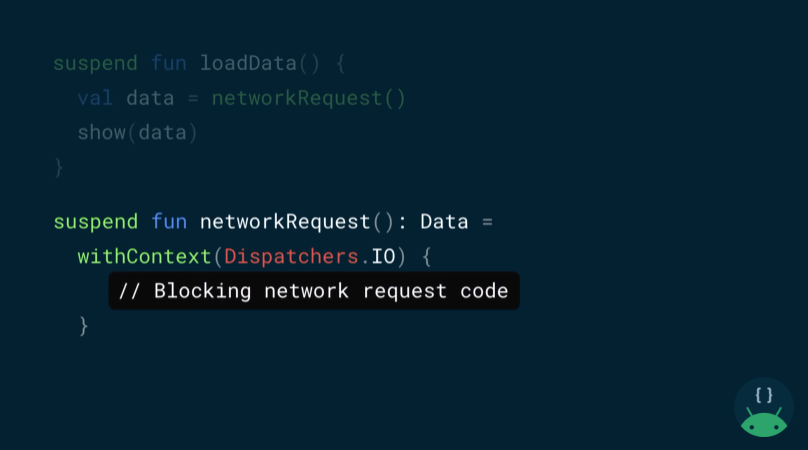 suspend fun loadData() {
val data = networkRequest()
show(data)
}
suspend fun networkRequest(): Data =
withContext(Dispatchers.IO) {
// Blocking network request code
}
{ }